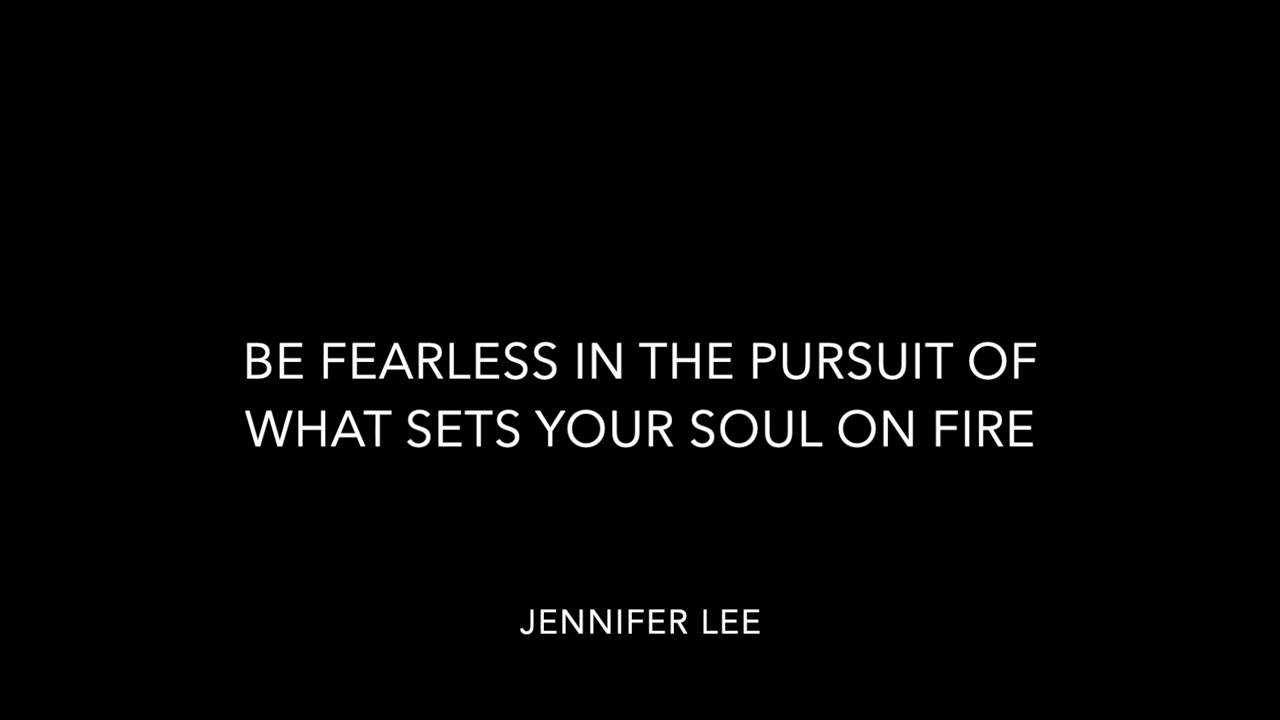 BE FEARLESS IN THE PURSUIT OF
WHAT SETS YOUR SOUL ON FIRE
JENNIFER LEE